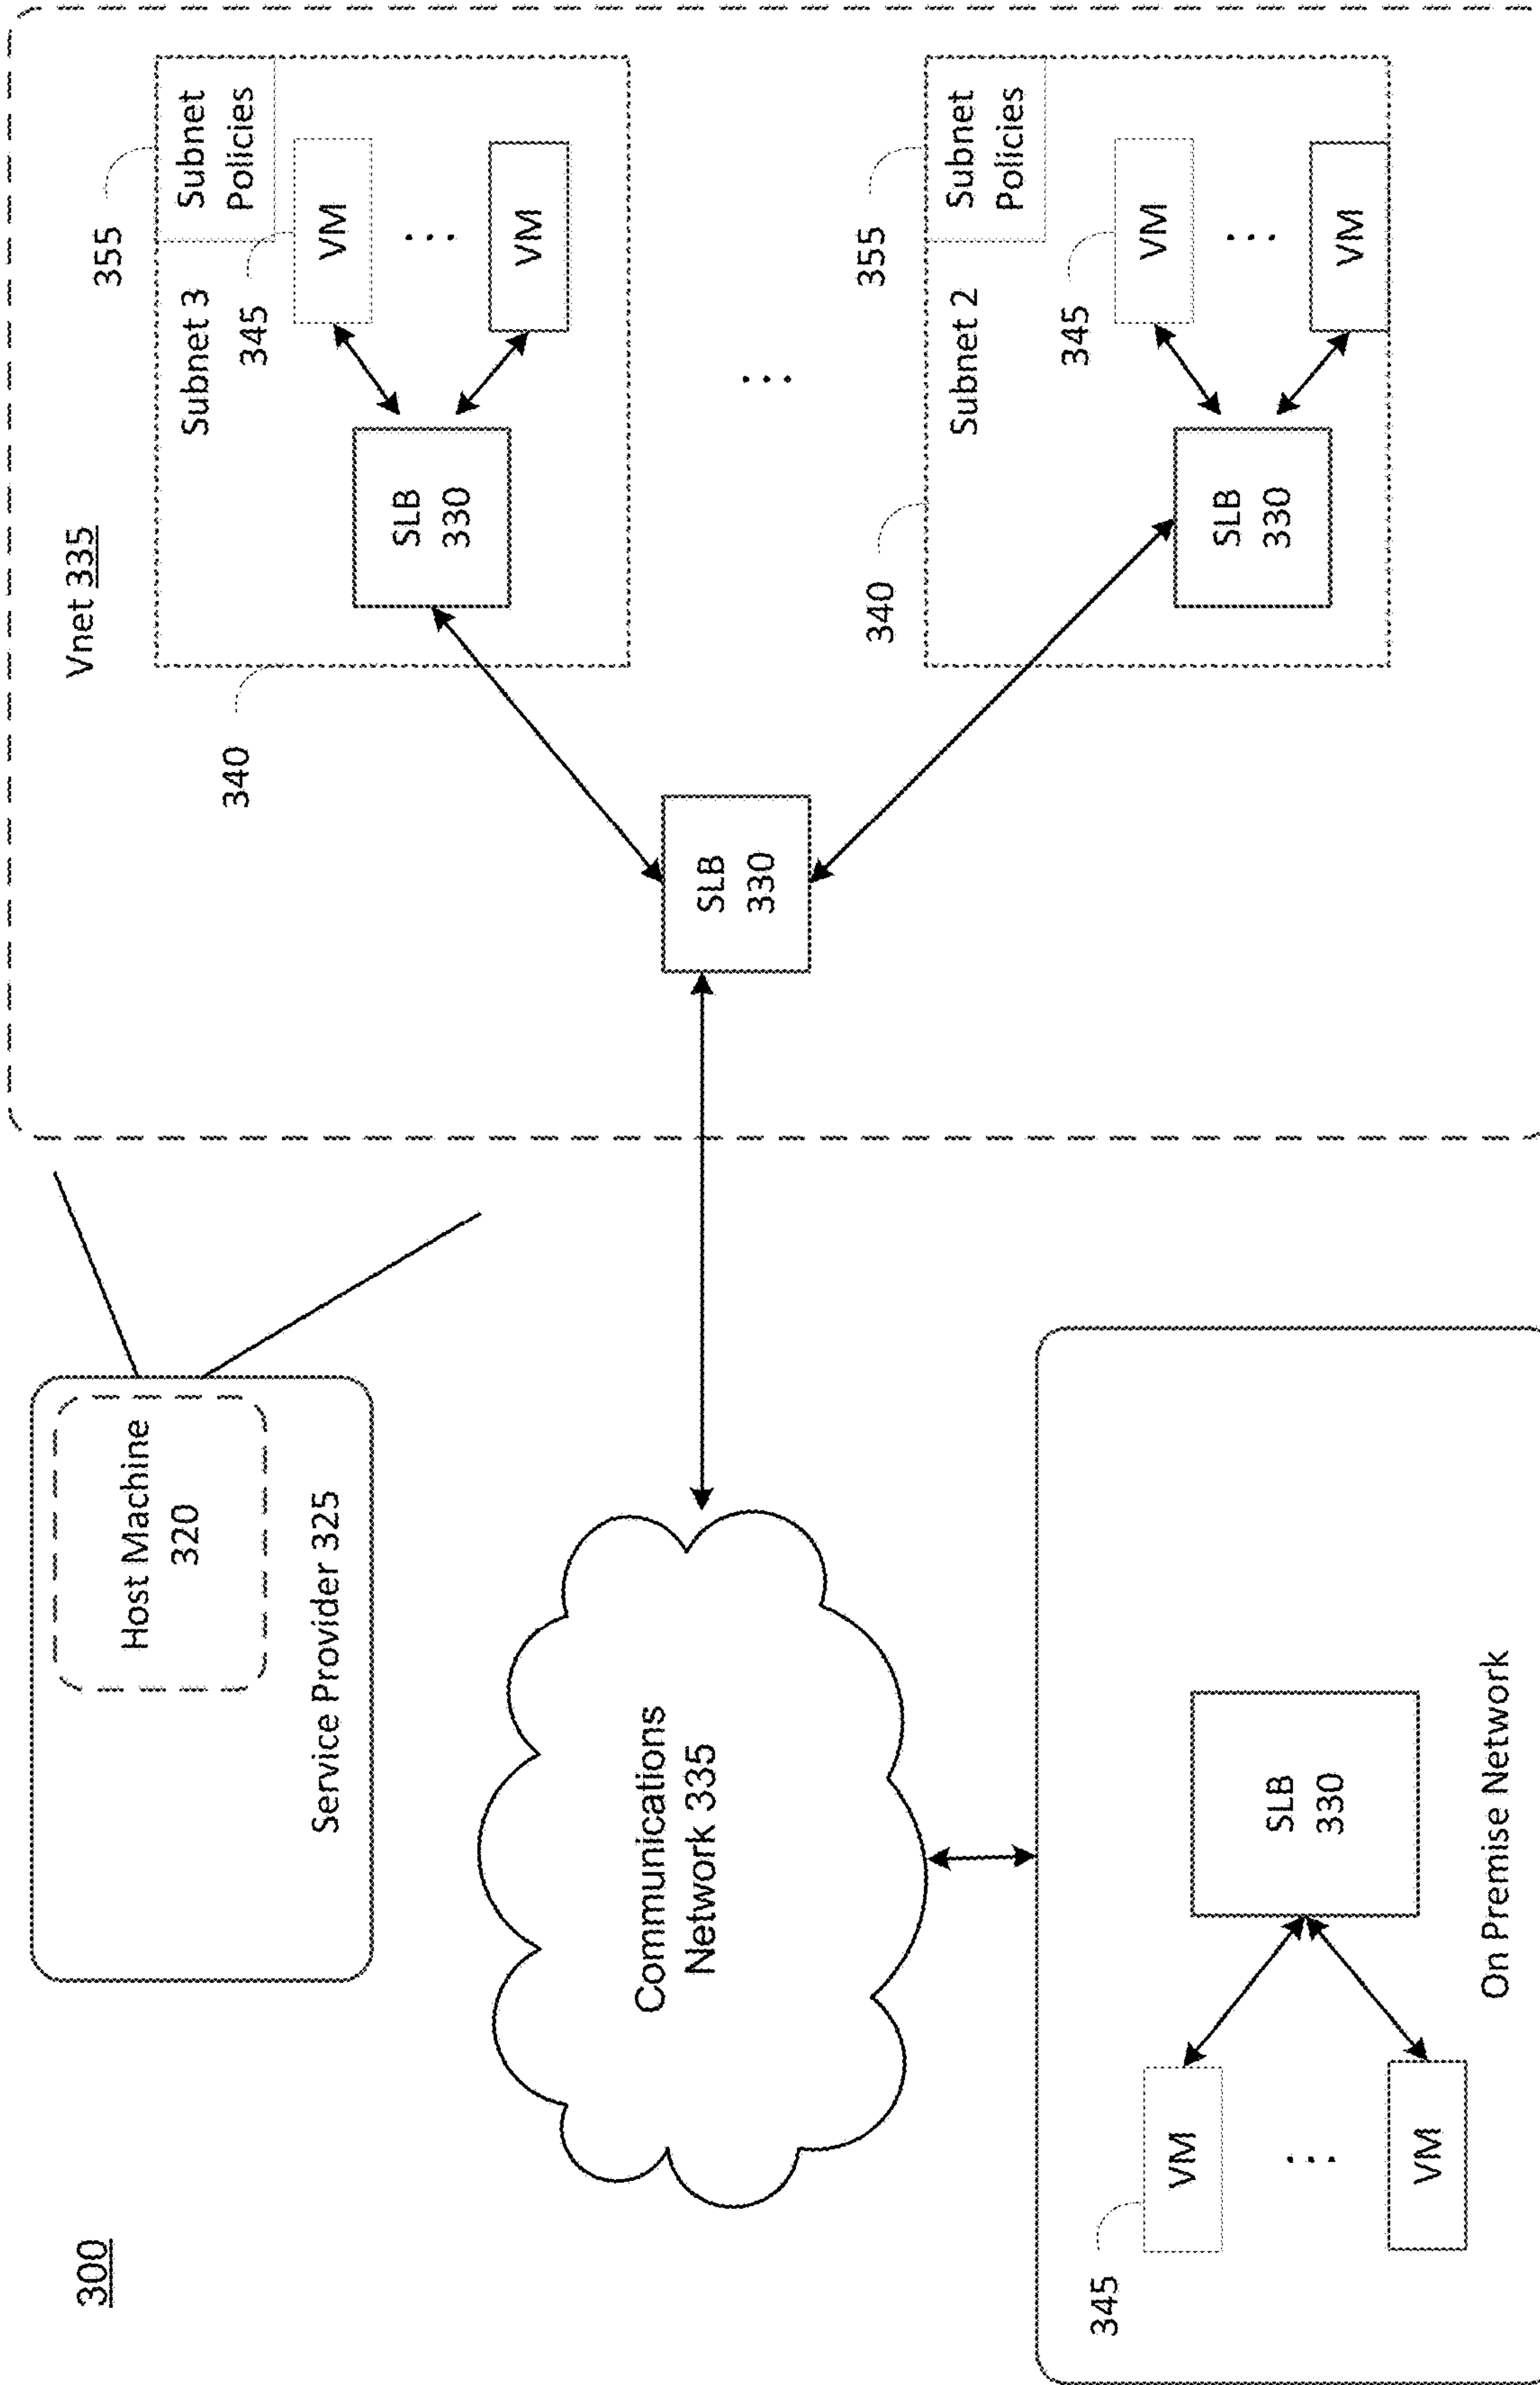 300
Host Machine
320
Service Provider 325
Communications
Network 335
345
VM
...
VM
SLB
330
On Premise Network
Vnet 335
SLB
330
340
Subnet 3
355
Subnet
Policies
SLB
330
345
VM
...
VM
...
340
Subnet 2
355
Subnet
Policies
SLB
330
345
VM
...
VM